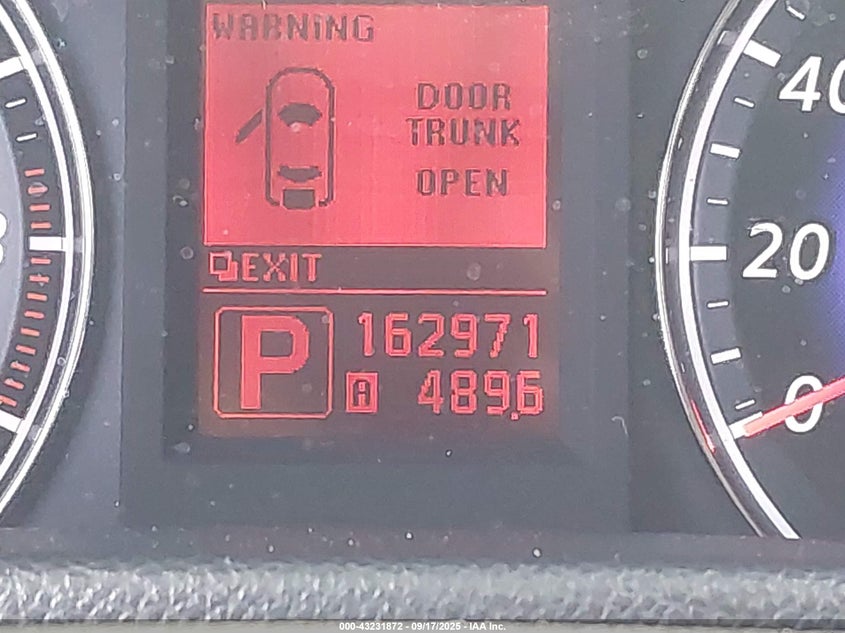 WARNING
DOOR
TRUNK
OPEN
EXIT
P
162971
A 489.6
40
20
0
000-43231872 - 09/17/2025 - IAA Inc.